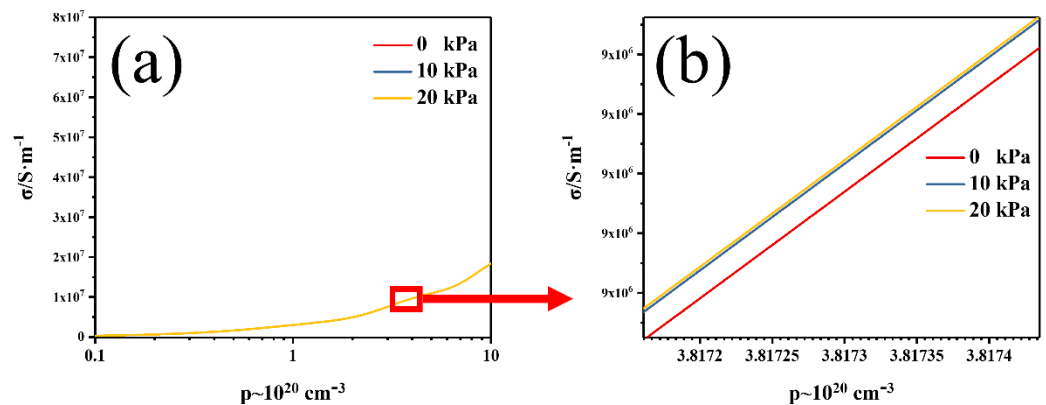 (a)
0 kPa
10 kPa
20 kPa
8x10⁷
7x10⁷
6x10⁷
5x10⁷
4x10⁷
3x10⁷
2x10⁷
1x10⁷
0
σ/S·m⁻¹
0.1 1 10
p~10²⁰ cm⁻³
(b)
9x10⁶
9x10⁶
9x10⁶
9x10⁶
9x10⁶
σ/S·m⁻¹
0 kPa
10 kPa
20 kPa
3.8172 3.81725 3.8173 3.81735 3.8174
p~10²⁰ cm⁻³